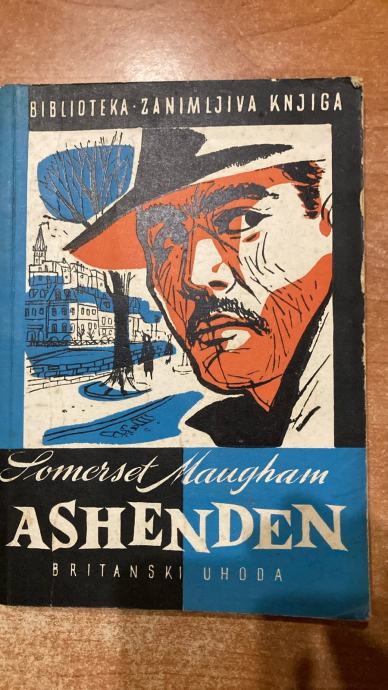 BIBLIOTEKA · ZANIMLJIVA KNJIGA
Somerset Maugham
ASHENDEN
BRITANSKI UHODA